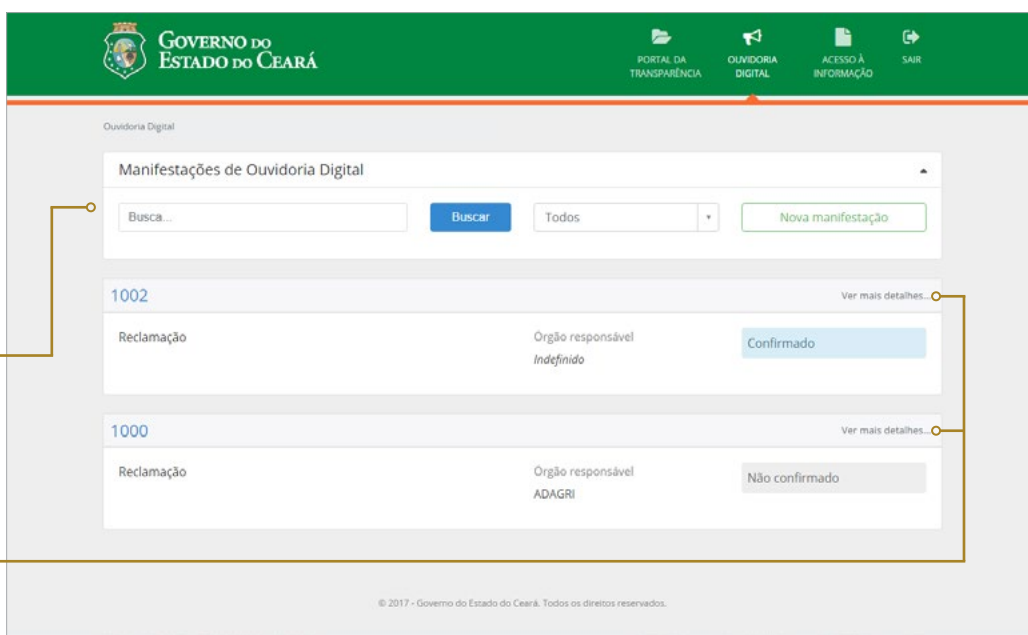 GOVERNO DO
ESTADO DO CEARÁ
PORTAL DA
TRANSPARÊNCIA
OUVIDORIA
DIGITAL
ACESSO À
INFORMAÇÃO
SAIR
Ouvidoria Digital
Manifestações de Ouvidoria Digital
Busca...
Buscar
Todos
Nova manifestação
1002
Ver mais detalhes...
Reclamação
Órgão responsável
Indefinido
Confirmado
1000
Ver mais detalhes...
Reclamação
Órgão responsável
ADAGRI
Não confirmado
© 2017 - Governo do Estado do Ceará. Todos os direitos reservados.